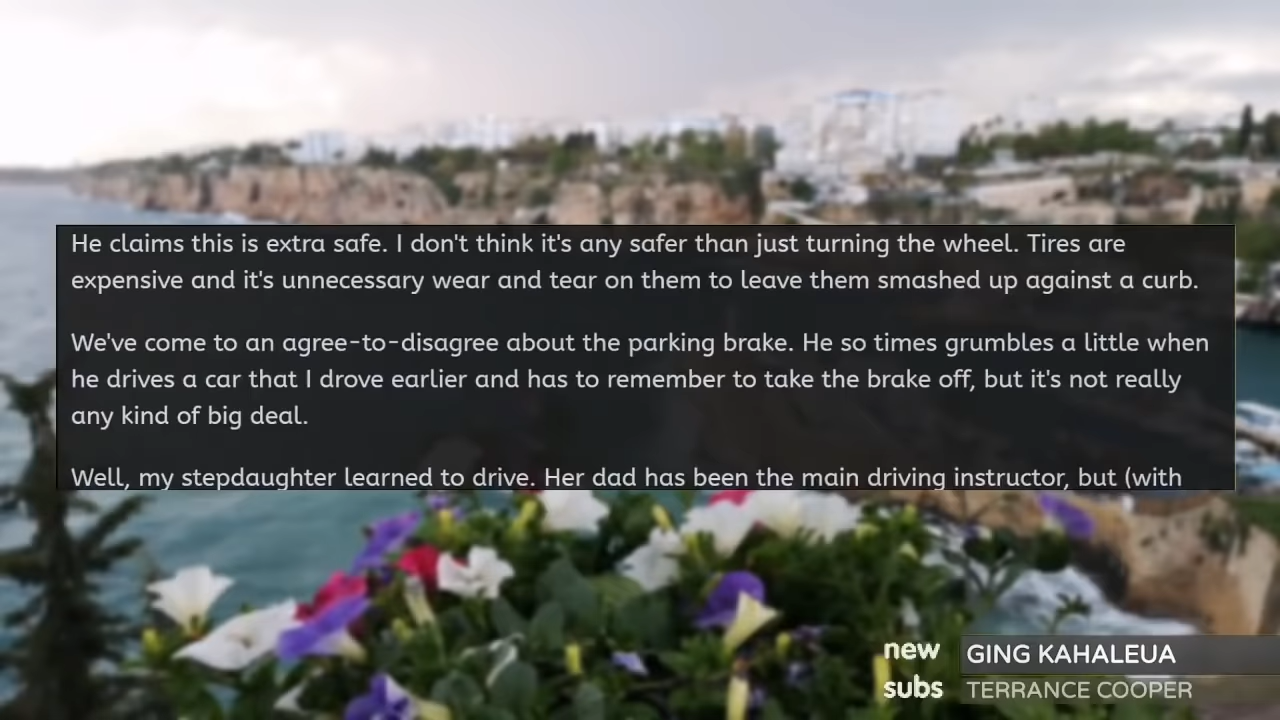 He claims this is extra safe. I don't think it's any safer than just turning the wheel. Tires are
expensive and it's unnecessary wear and tear on them to leave them smashed up against a curb.
We've come to an agree-to-disagree about the parking brake. He so times grumbles a little when
he drives a car that I drove earlier and has to remember to take the brake off, but it's not really
any kind of big deal.
Well, my stepdaughter learned to drive. Her dad has been the main driving instructor, but (with
new
subs
GING KAHALEUA
TERRANCE COOPER